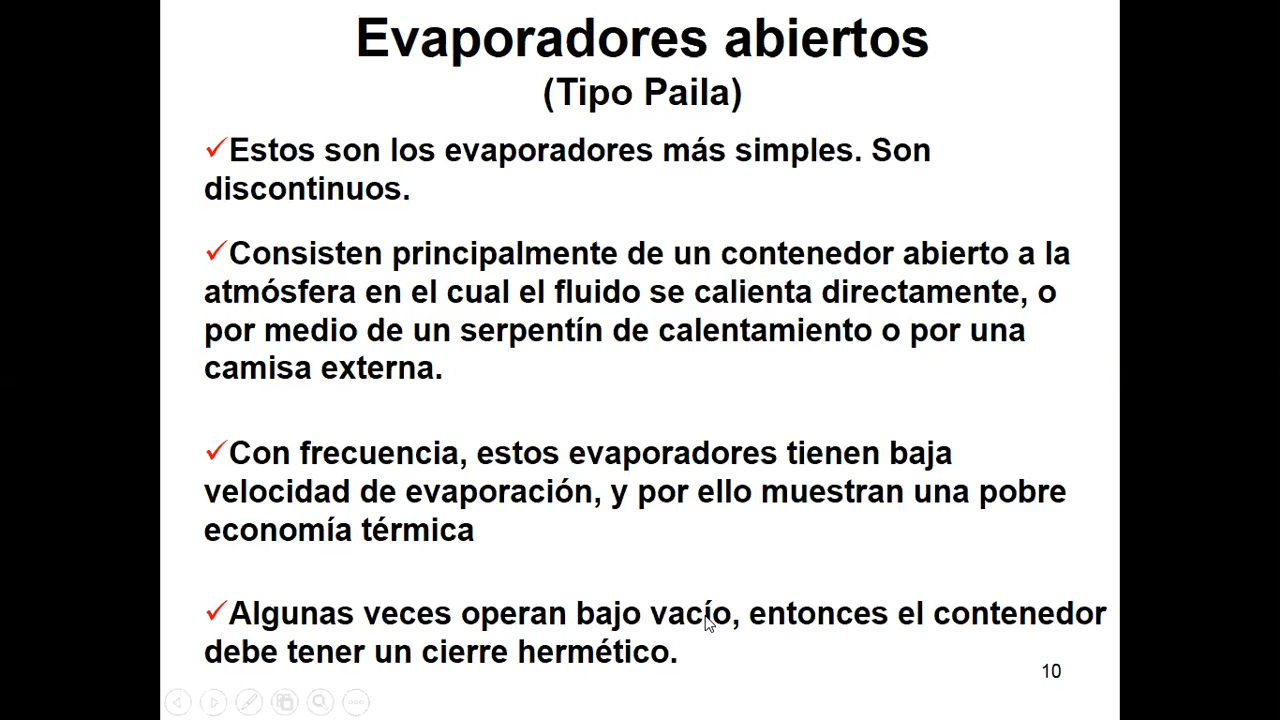 Evaporadores abiertos
(Tipo Paila)
✓Estos son los evaporadores más simples. Son
discontinuos.
✓Consisten principalmente de un contenedor abierto a la
atmósfera en el cual el fluido se calienta directamente, o
por medio de un serpentín de calentamiento o por una
camisa externa.
✓Con frecuencia, estos evaporadores tienen baja
velocidad de evaporación, y por ello muestran una pobre
economía térmica
✓Algunas veces operan bajo vacío, entonces el contenedor
debe tener un cierre hermético.
10